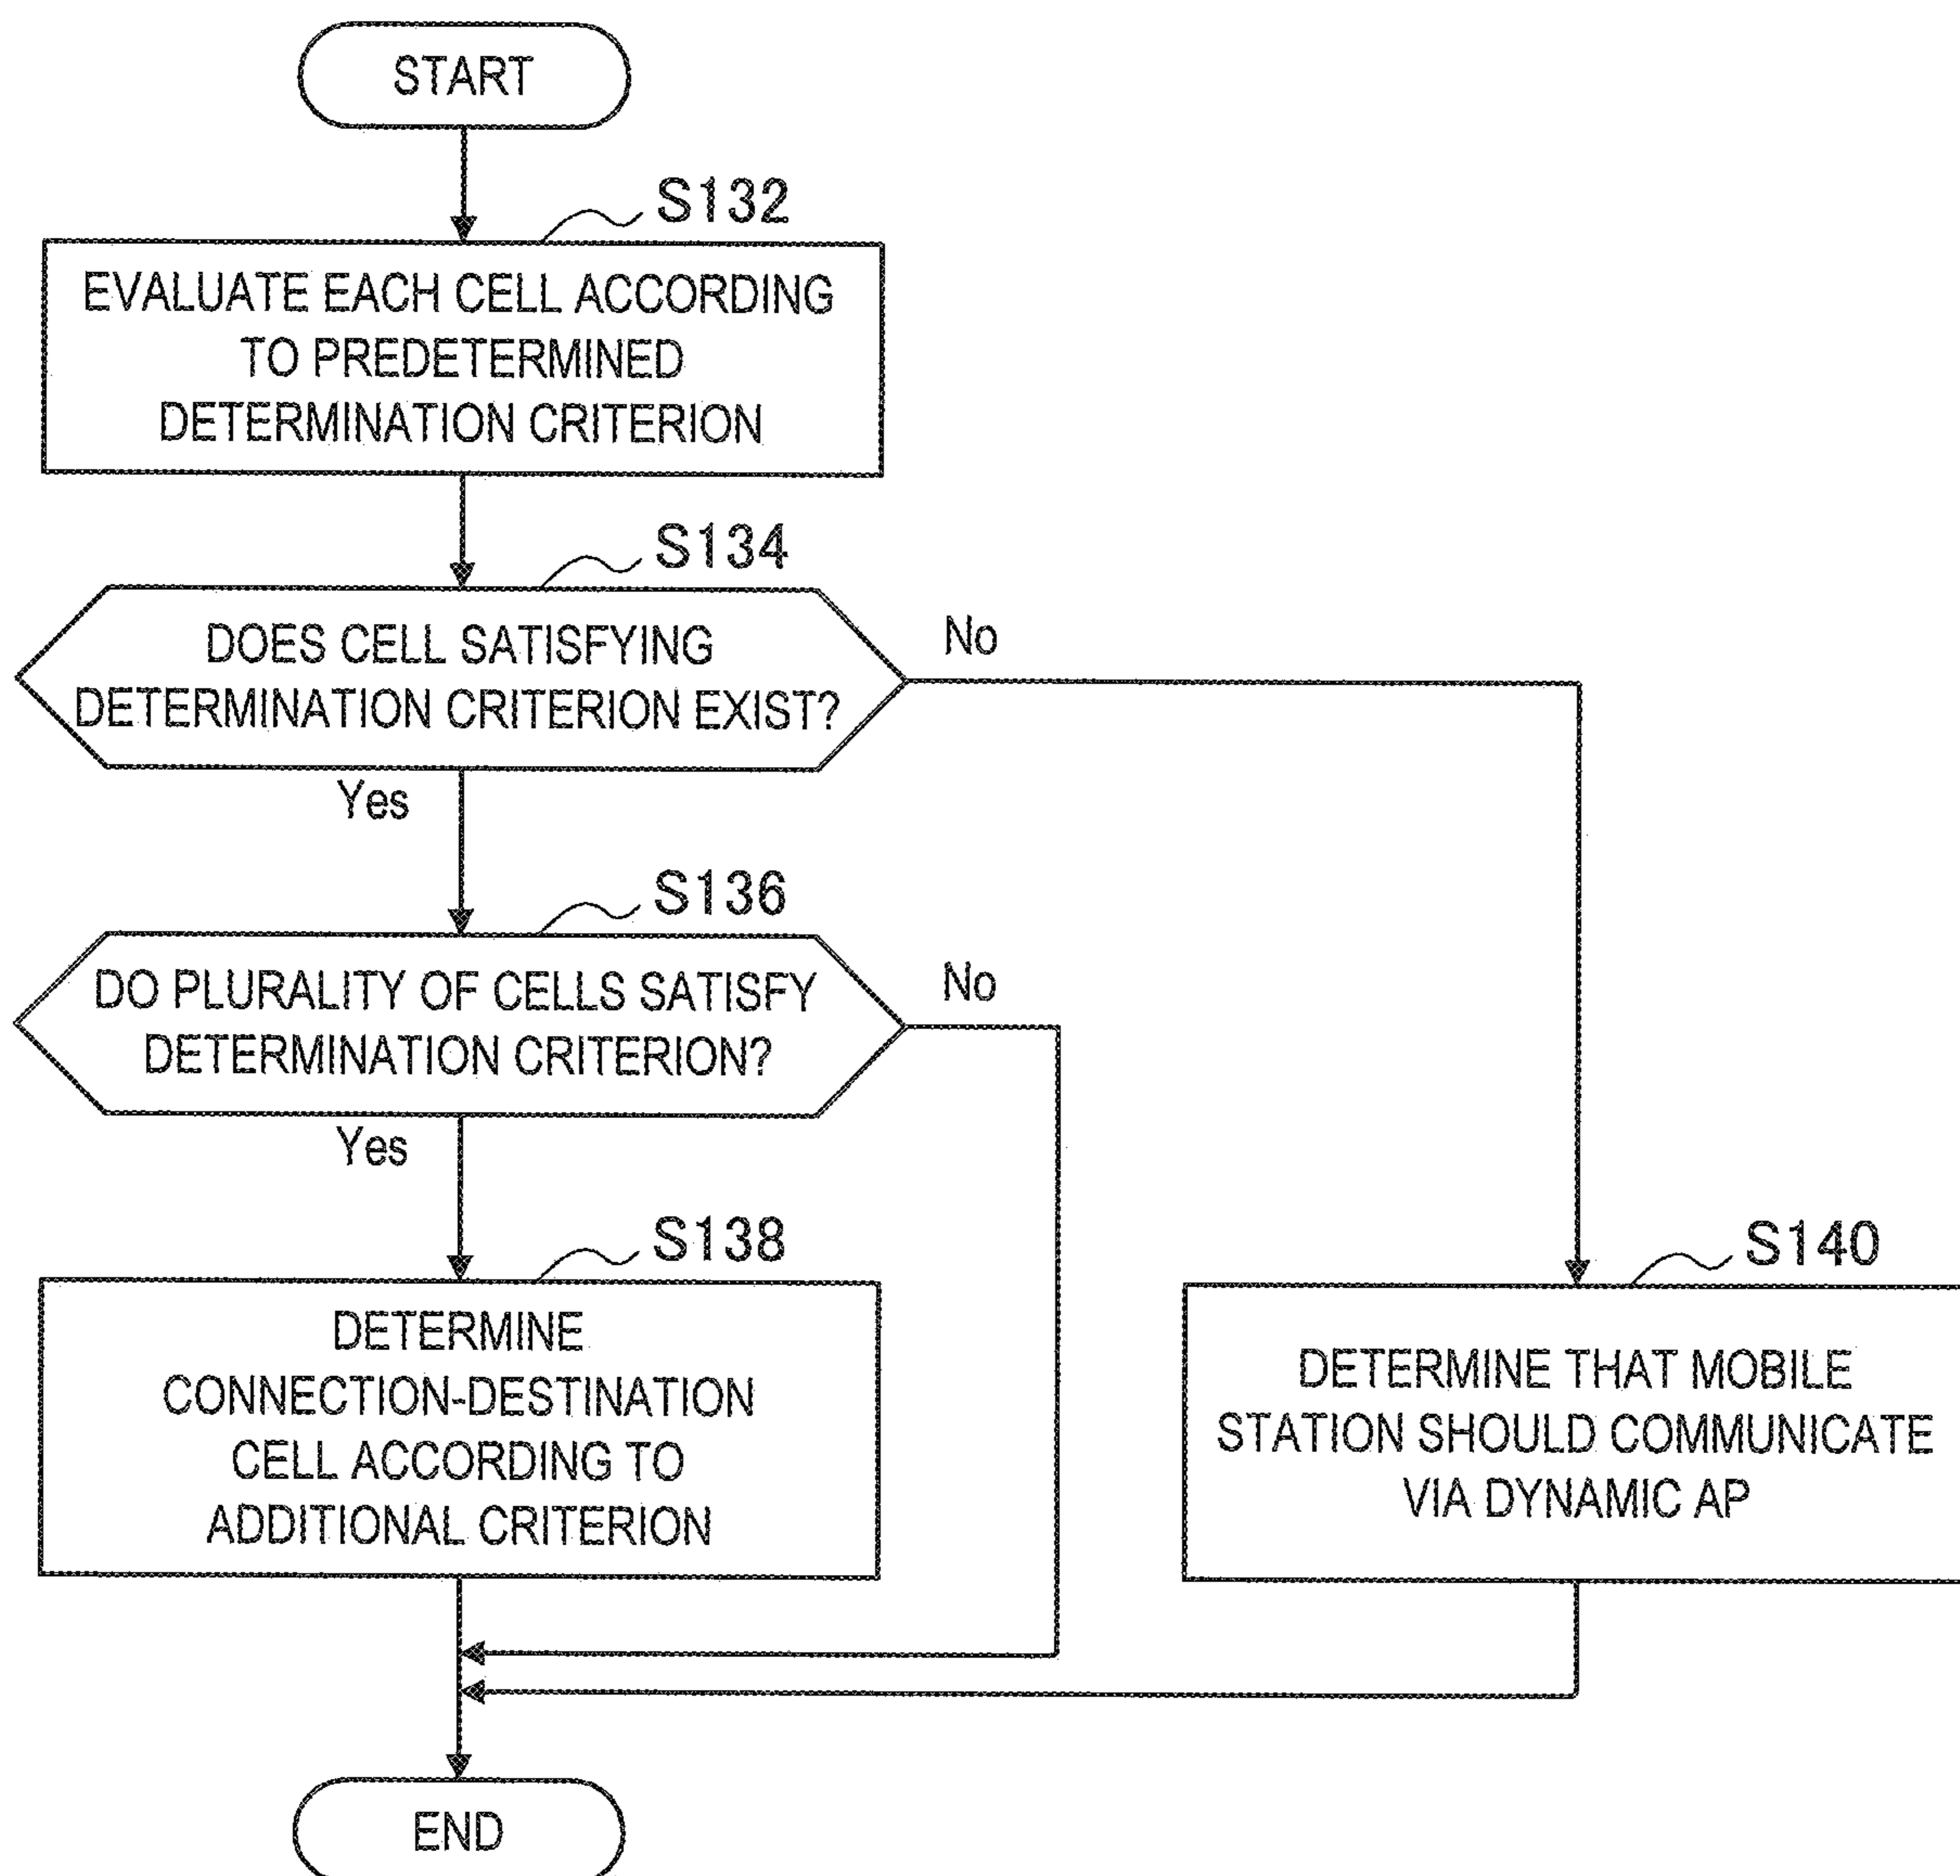 START
S132
EVALUATE EACH CELL ACCORDING
TO PREDETERMINED
DETERMINATION CRITERION
S134
DOES CELL SATISFYING
DETERMINATION CRITERION EXIST?
No
Yes
S136
DO PLURALITY OF CELLS SATISFY
DETERMINATION CRITERION?
No
Yes
S138
DETERMINE
CONNECTION-DESTINATION
CELL ACCORDING TO
ADDITIONAL CRITERION
S140
DETERMINE THAT MOBILE
STATION SHOULD COMMUNICATE
VIA DYNAMIC AP
END